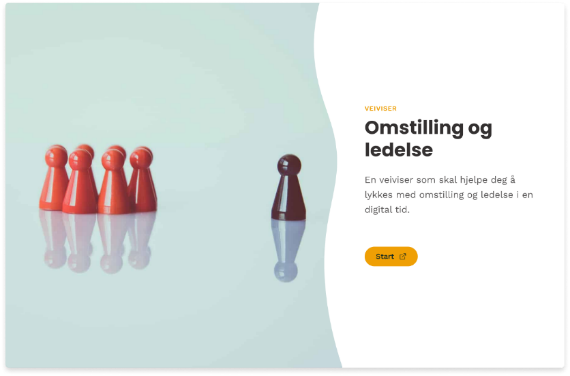 VEIVISER
Omstilling og
ledelse
En veiviser som skal hjelpe deg å
lykkes med omstilling og ledelse i en
digital tid.
Start